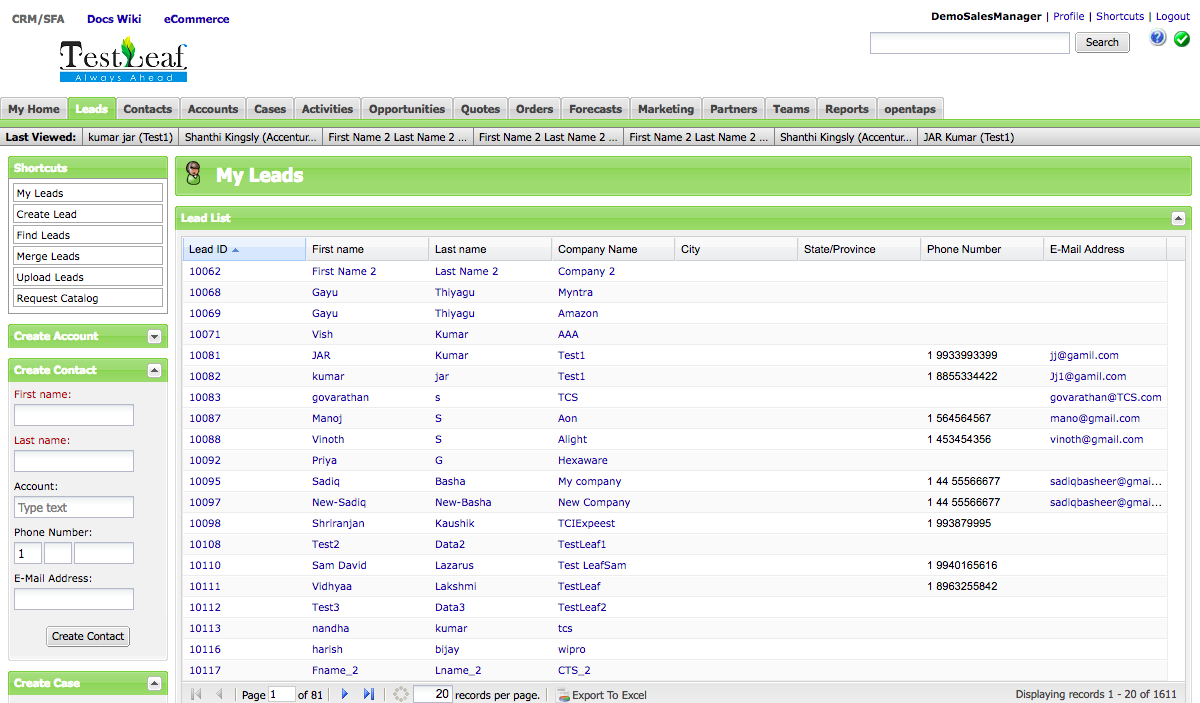 CRM/SFA Docs Wiki eCommerce
DemoSalesManager | Profile | Shortcuts | Logout
TestLeaf
Always Ahead
Search
My Home Leads Contacts Accounts Cases Activities Opportunities Quotes Orders Forecasts Marketing Partners Teams Reports opentaps
Last Viewed: kumar jar (Test1) Shanthi Kingsly (Accentur... First Name 2 Last Name 2 ... First Name 2 Last Name 2 ... First Name 2 Last Name 2 ... Shanthi Kingsly (Accentur... JAR Kumar (Test1)
Shortcuts
My Leads
Create Lead
Find Leads
Merge Leads
Upload Leads
Request Catalog
Create Account
Create Contact
First name:
Last name:
Account:
Type text
Phone Number:
1
E-Mail Address:
Create Contact
Create Case
My Leads
Lead List
Lead ID First name Last name Company Name City State/Province Phone Number E-Mail Address
10062 First Name 2 Last Name 2 Company 2
10068 Gayu Thiyagu Myntra
10069 Gayu Thiyagu Amazon
10071 Vish Kumar AAA
10081 JAR Kumar Test1 1 9933993399 jj@gamil.com
10082 kumar jar Test1 1 8855334422 Jj1@gamil.com
10083 govarathan s TCS govarathan@TCS.com
10087 Manoj S Aon 1 564564567 mano@gmail.com
10088 Vinoth S Alight 1 453454356 vinoth@gmail.com
10092 Priya G Hexaware
10095 Sadiq Basha My company 1 44 55566677 sadiqbasheer@gmai...
10097 New-Sadiq New-Basha New Company 1 44 55566677 sadiqbasheer@gmai...
10098 Shriranjan Kaushik TCIExpeest 1 993879995
10108 Test2 Data2 TestLeaf1
10110 Sam David Lazarus Test LeafSam 1 9940165616
10111 Vidhyaa Lakshmi TestLeaf 1 8963255842
10112 Test3 Data3 TestLeaf2
10113 nandha kumar tcs
10116 harish bijay wipro
10117 Fname_2 Lname_2 CTS_2
Page 1 of 81 20 records per page. Export To Excel Displaying records 1 - 20 of 1611